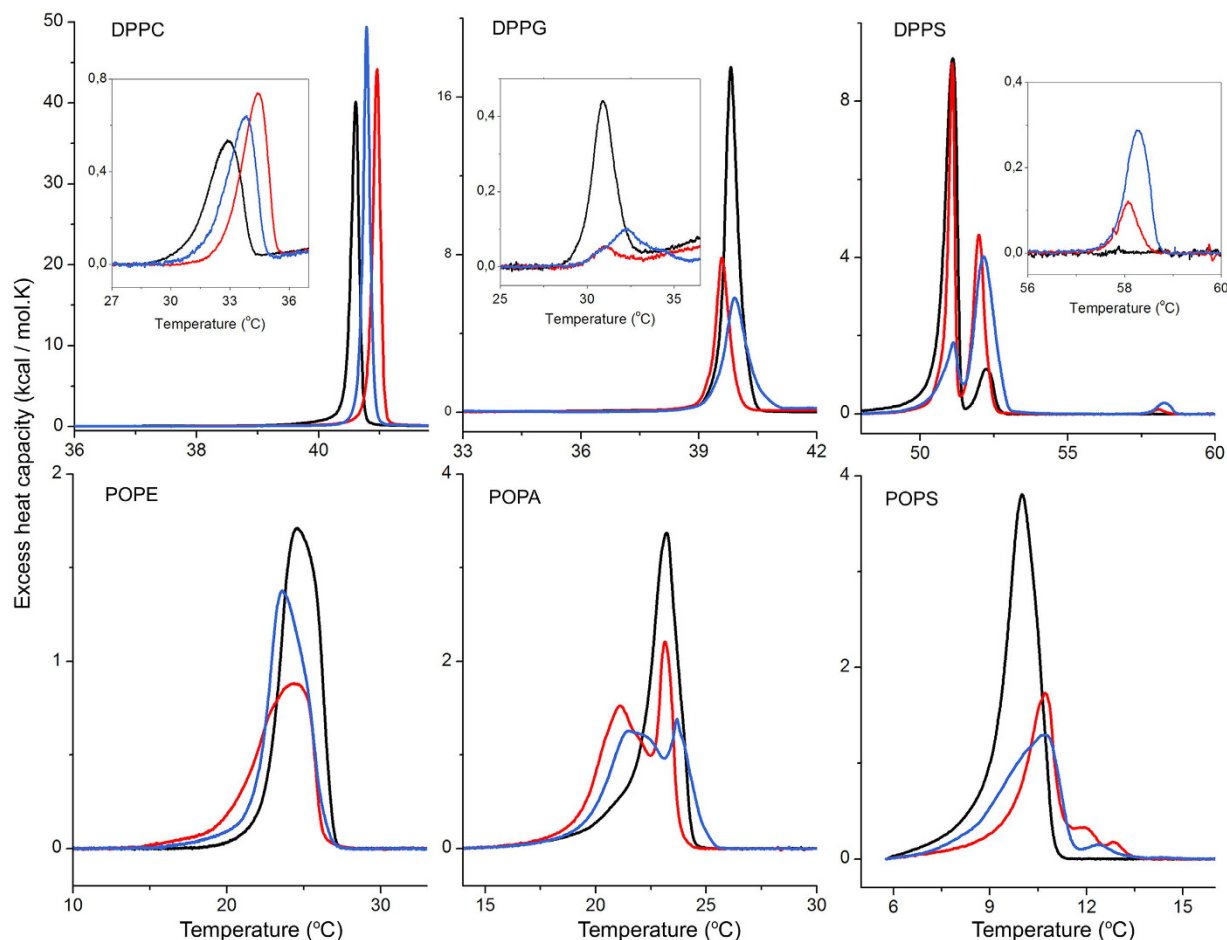 Excess heat capacity (kcal / mol.K)
DPPC
50
40
30
20
10
0
36 38 40
0,8
0,4
0,0
27 30 33 36
Temperature (°C)
DPPG
16
8
0
33 36 39 42
0,4
0,2
0,0
25 30 35
Temperature (°C)
DPPS
8
4
0
50 55 60
0,4
0,2
0,0
56 58 60
Temperature (°C)
POPE
2
1
0
10 20 30
Temperature (°C)
POPA
4
2
0
15 20 25 30
Temperature (°C)
POPS
4
2
0
6 9 12 15
Temperature (°C)